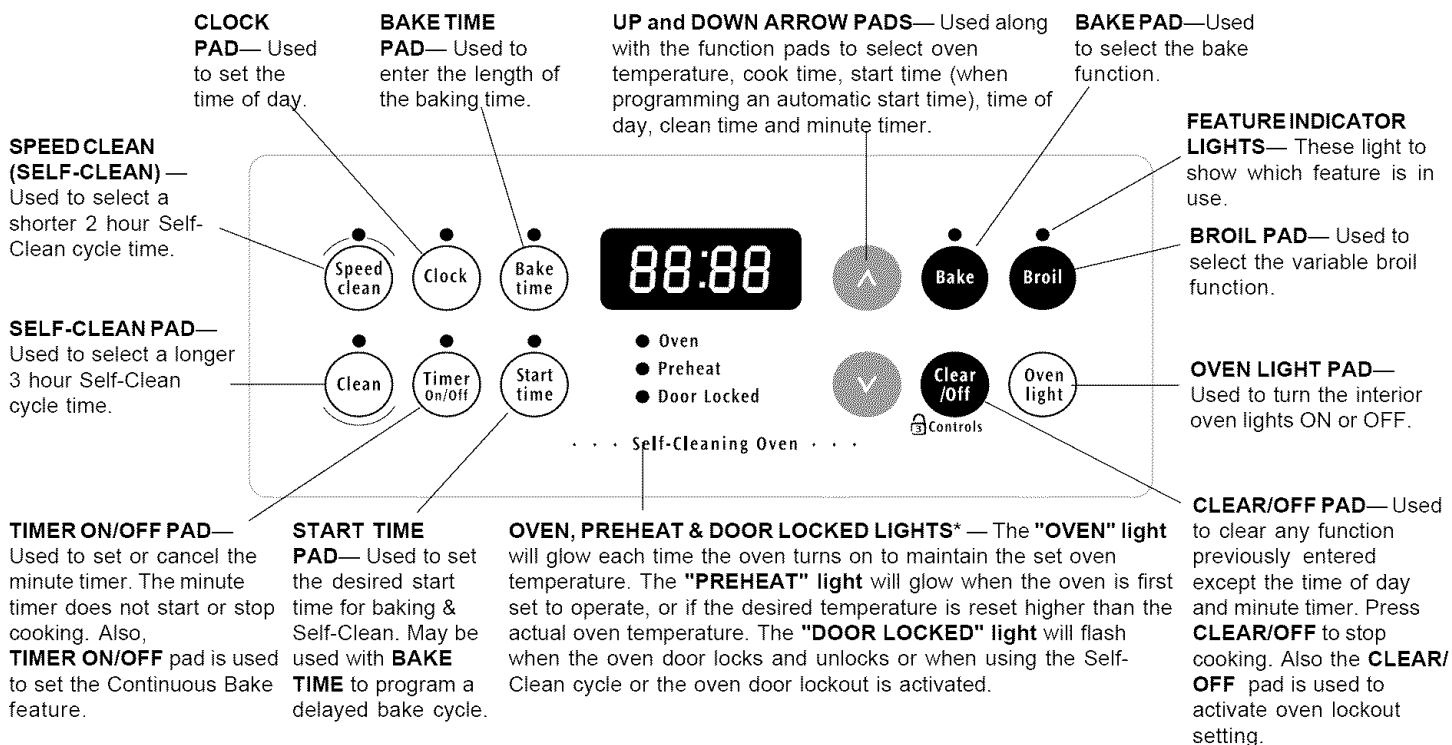 CLOCK
PAD— Used
to set the
time of day.
BAKE TIME
PAD— Used to
enter the length of
the baking time.
UP and DOWN ARROW PADS— Used along
with the function pads to select oven
temperature, cook time, start time (when
programming an automatic start time), time of
day, clean time and minute timer.
BAKE PAD—Used
to select the bake
function.
FEATURE INDICATOR
LIGHTS— These light to
show which feature is in
use.
SPEED CLEAN
(SELF-CLEAN) —
Used to select a
shorter 2 hour Self-
Clean cycle time.
BROIL PAD— Used to
select the variable broil
function.
SELF-CLEAN PAD—
Used to select a longer
3 hour Self-Clean
cycle time.
OVEN LIGHT PAD—
Used to turn the interior
oven lights ON or OFF.
Speed
clean
Clock
Bake
time
88:88
Bake
Broil
Clean
Timer
On/Off
Start
time
Oven
Preheat
Door Locked
Clear
/Off
Oven
light
3 Controls
· · · Self-Cleaning Oven · · ·
TIMER ON/OFF PAD—
Used to set or cancel the
minute timer. The minute
timer does not start or stop
cooking. Also,
TIMER ON/OFF pad is used
to set the Continuous Bake
feature.
START TIME
PAD— Used to set
the desired start
time for baking &
Self-Clean. May be
used with BAKE
TIME to program a
delayed bake cycle.
OVEN, PREHEAT & DOOR LOCKED LIGHTS* — The "OVEN" light
will glow each time the oven turns on to maintain the set oven
temperature. The "PREHEAT" light will glow when the oven is first
set to operate, or if the desired temperature is reset higher than the
actual oven temperature. The "DOOR LOCKED" light will flash
when the oven door locks and unlocks or when using the Self-
Clean cycle or the oven door lockout is activated.
CLEAR/OFF PAD— Used
to clear any function
previously entered
except the time of day
and minute timer. Press
CLEAR/OFF to stop
cooking. Also the CLEAR/
OFF pad is used to
activate oven lockout
setting.